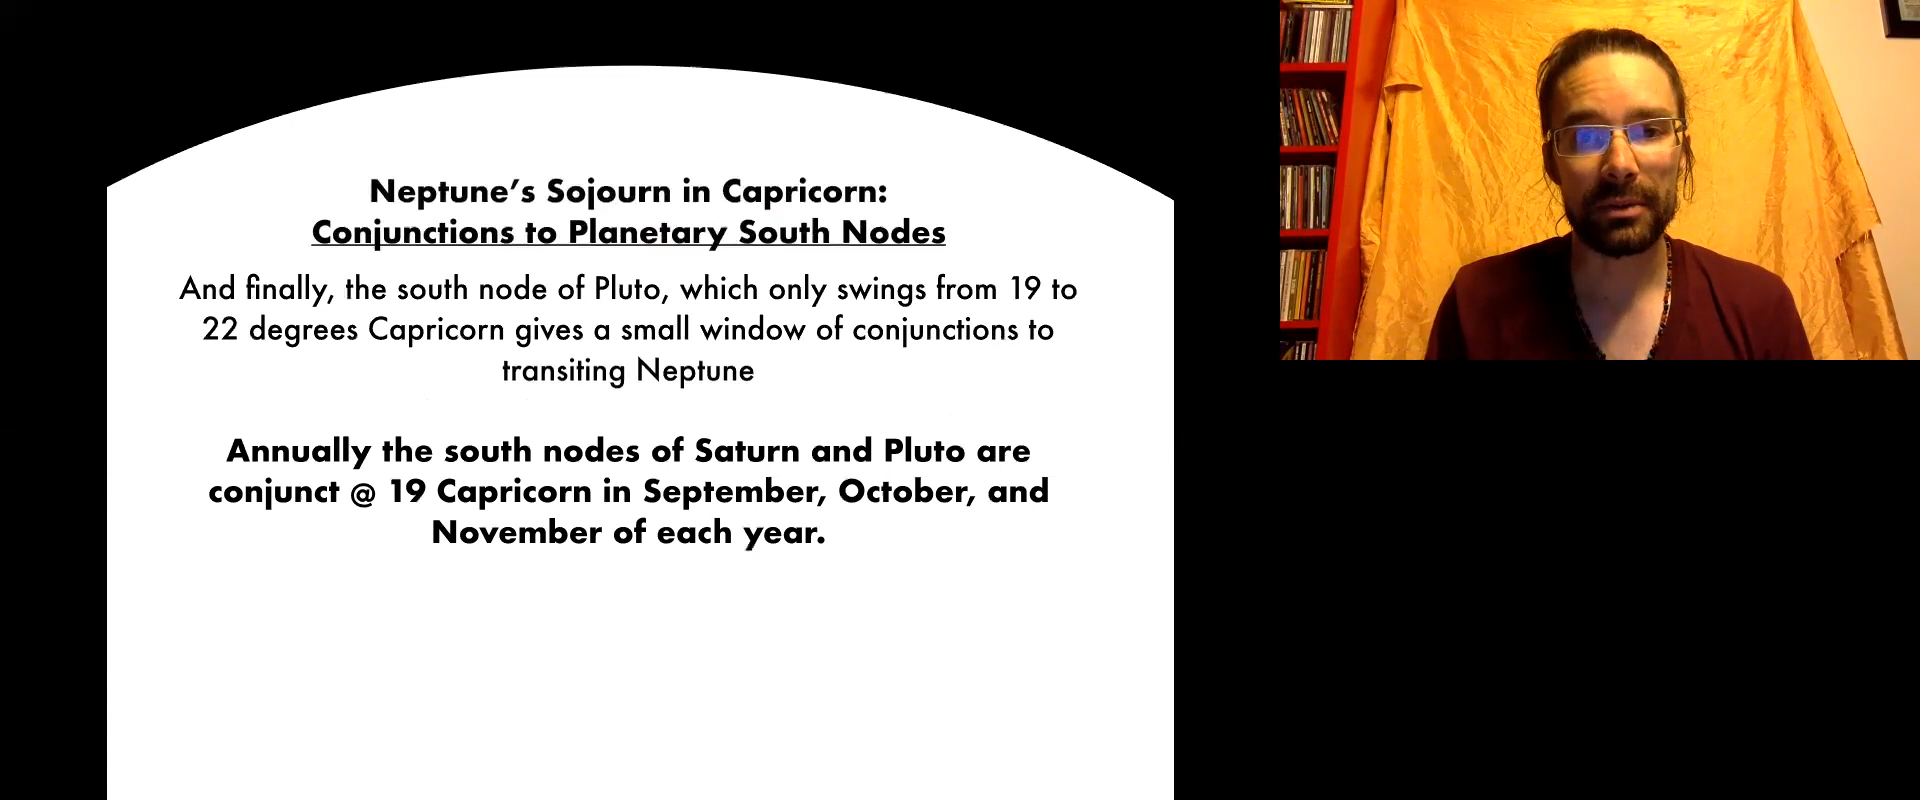 Neptune’s Sojourn in Capricorn:
Conjunctions to Planetary South Nodes
And finally, the south node of Pluto, which only swings from 19 to
22 degrees Capricorn gives a small window of conjunctions to
transiting Neptune
Annually the south nodes of Saturn and Pluto are
conjunct @ 19 Capricorn in September, October, and
November of each year.